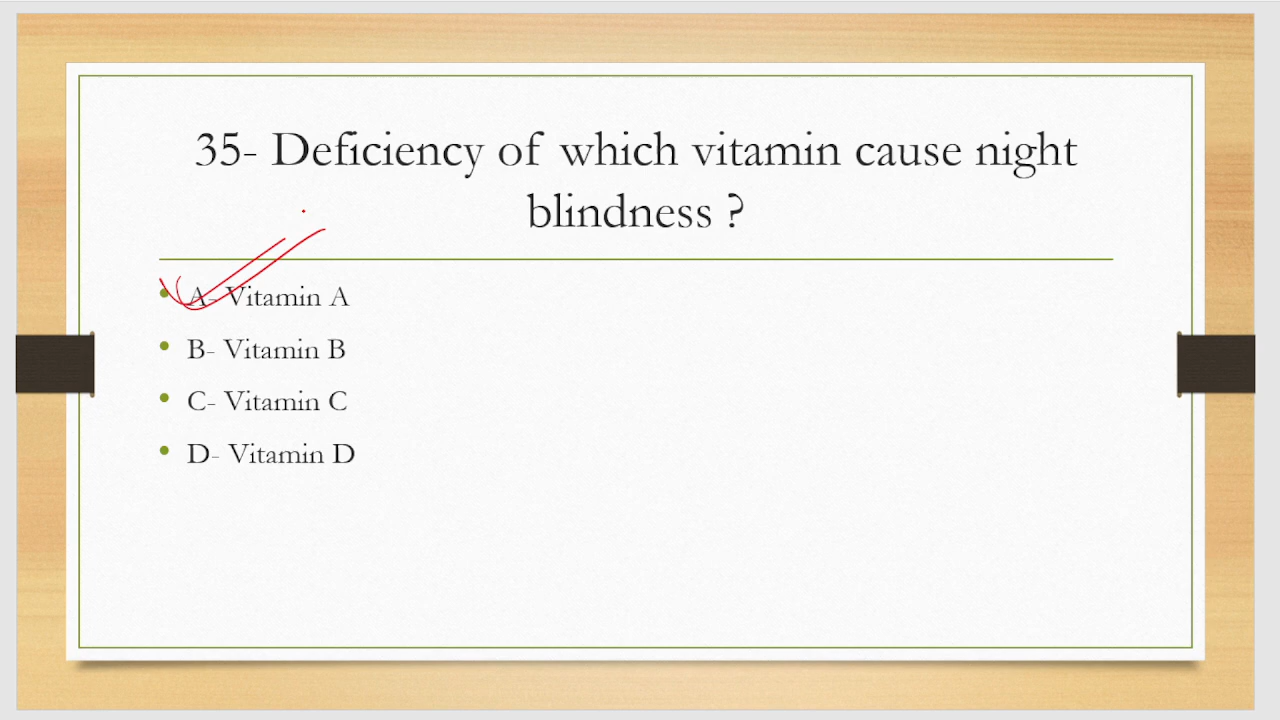 35- Deficiency of which vitamin cause night
blindness ?
• A- Vitamin A
• B- Vitamin B
• C- Vitamin C
• D- Vitamin D